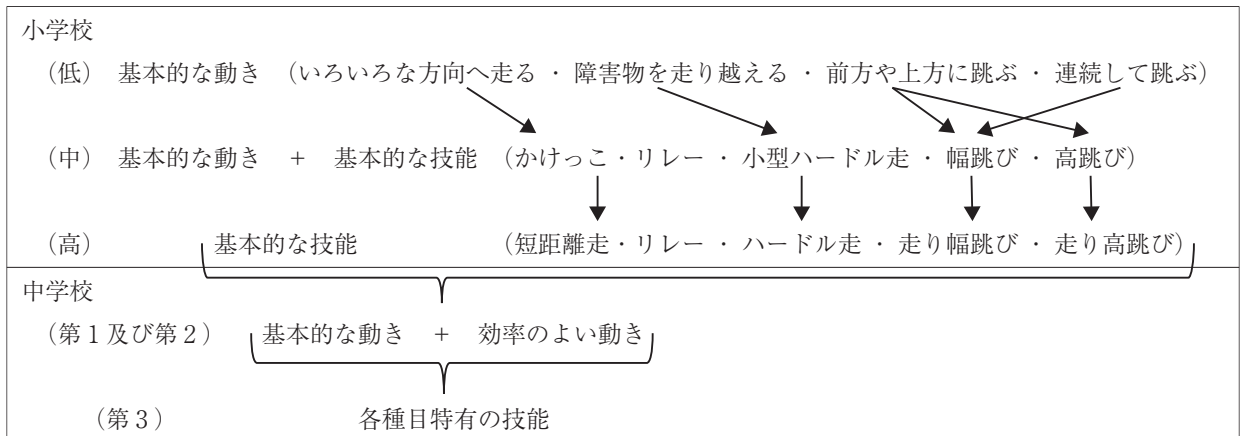 小学校
（低） 基本的な動き （いろいろな方向へ走る ・ 障害物を走り越える ・ 前方や上方に跳ぶ ・ 連続して跳ぶ）
（中） 基本的な動き ＋ 基本的な技能 （かけっこ・リレー ・ 小型ハードル走 ・ 幅跳び ・ 高跳び）
（高） 基本的な技能 （短距離走・リレー ・ ハードル走 ・ 走り幅跳び ・ 走り高跳び）
中学校
（第１及び第２） 基本的な動き ＋ 効率のよい動き
（第３） 各種目特有の技能